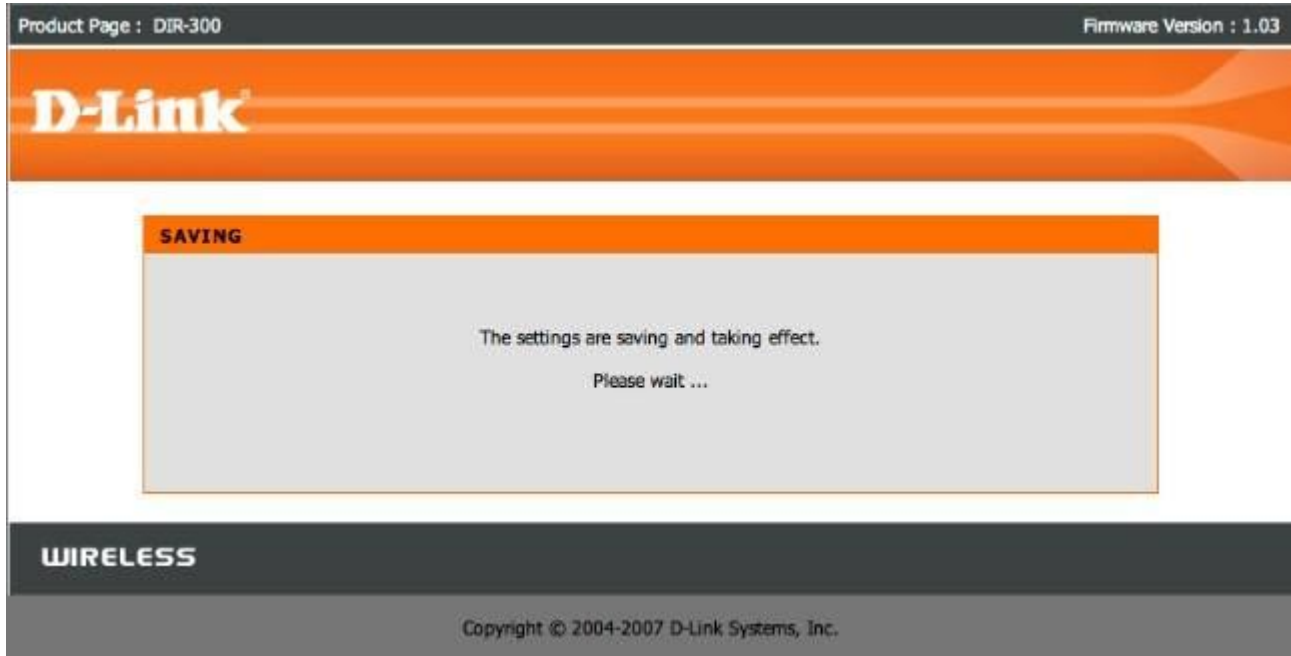 Product Page : DIR-300
Firmware Version : 1.03
D-Link
SAVING
The settings are saving and taking effect.
Please wait ...
WIRELESS
Copyright © 2004-2007 D-Link Systems, Inc.